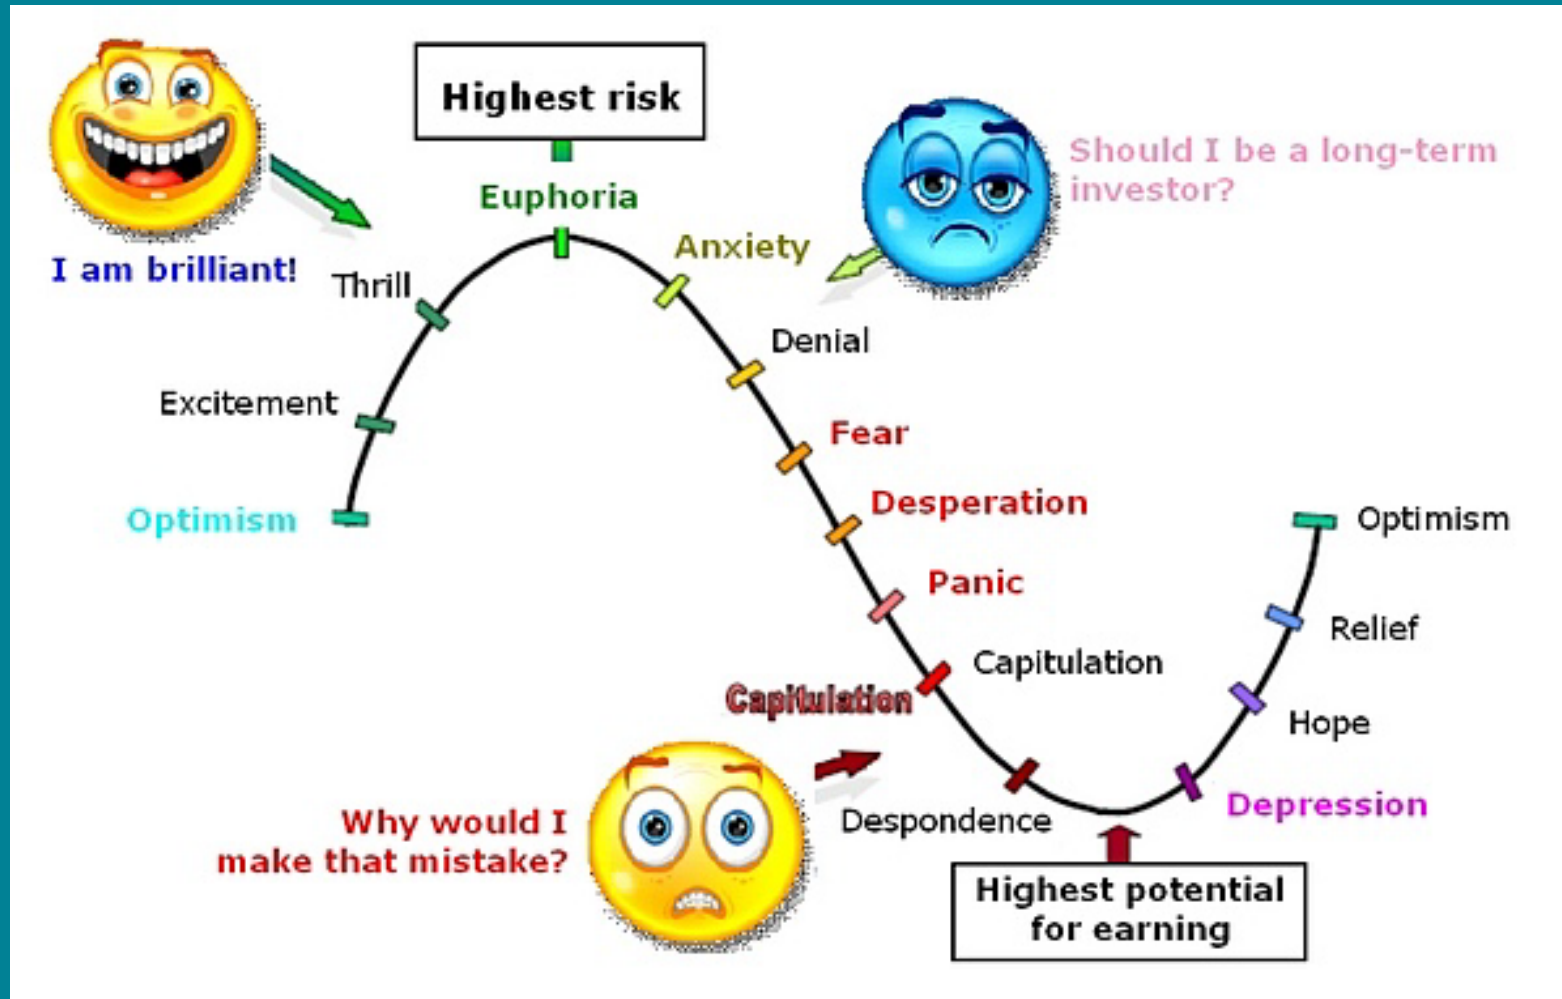 Highest risk
Euphoria
Should I be a long-term
investor?
Anxiety
I am brilliant!
Thrill
Denial
Excitement
Fear
Desperation
Optimism
Optimism
Panic
Relief
Capitulation
Capitulation
Hope
Why would I
make that mistake?
Despondence
Depression
Highest potential
for earning